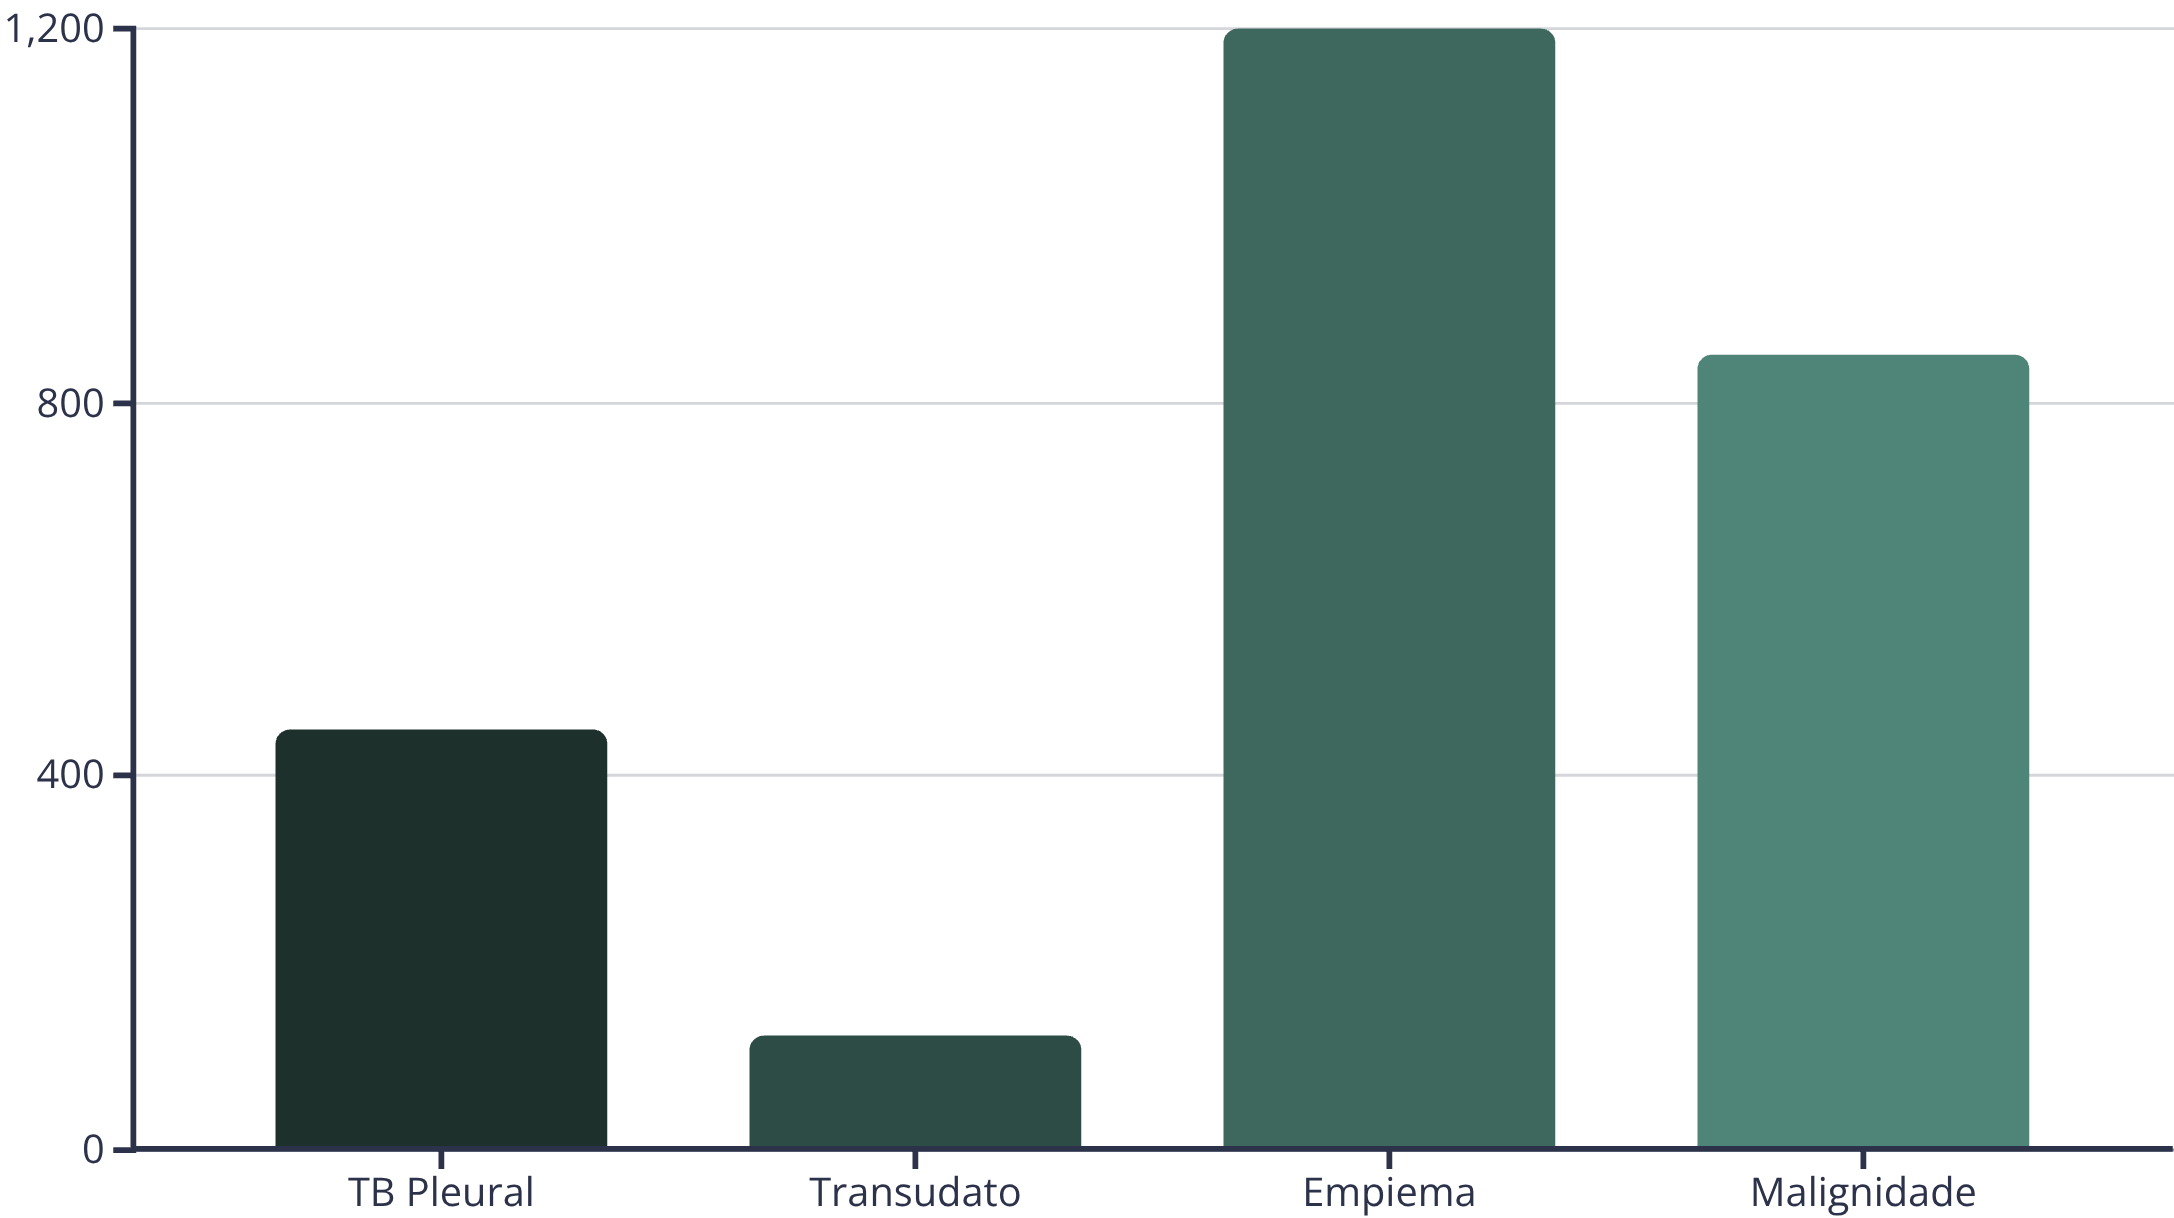 1,200
800
400
0
TB Pleural
Transudato
Empiema
Malignidade